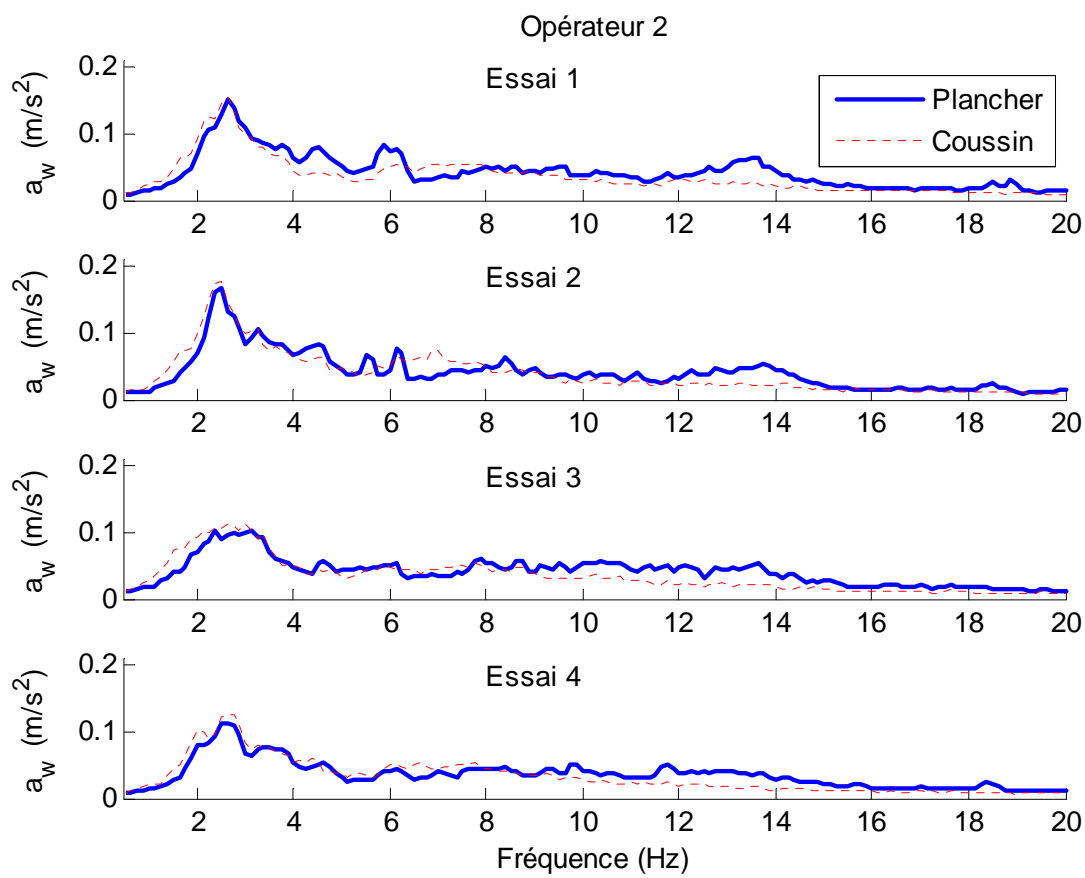 Opérateur 2
Essai 1
Plancher
Coussin
a_w (m/s²)
0.2
0.1
0
2 4 6 8 10 12 14 16 18 20
Essai 2
a_w (m/s²)
0.2
0.1
0
2 4 6 8 10 12 14 16 18 20
Essai 3
a_w (m/s²)
0.2
0.1
0
2 4 6 8 10 12 14 16 18 20
Essai 4
a_w (m/s²)
0.2
0.1
0
2 4 6 8 10 12 14 16 18 20
Fréquence (Hz)